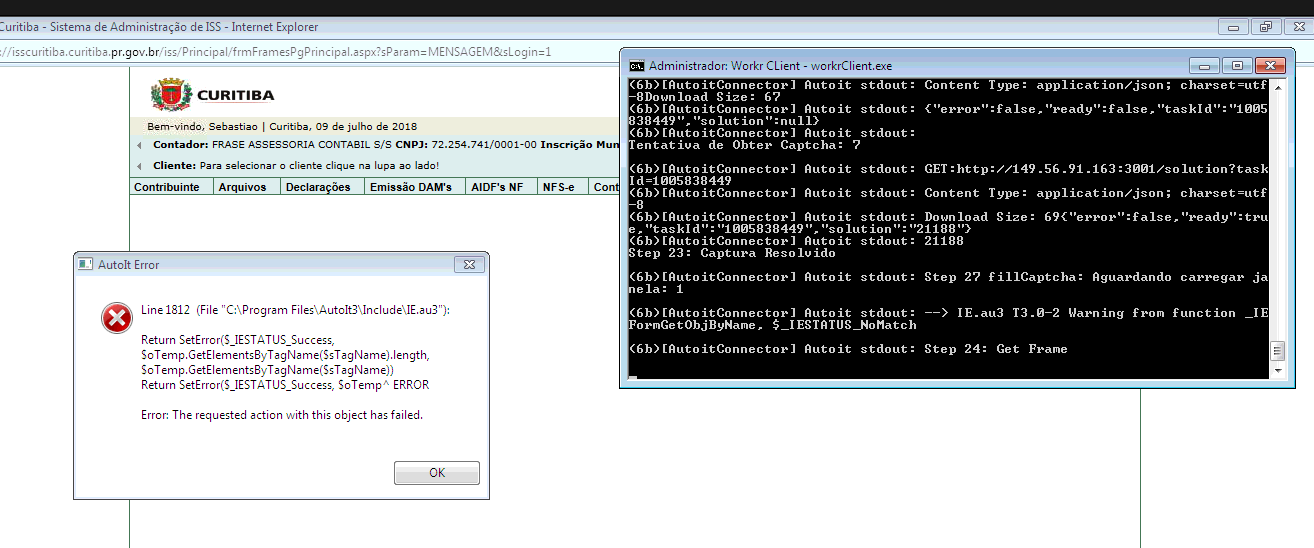 Curitiba - Sistema de Administração de ISS - Internet Explorer
://isscuritiba.curitiba.pr.gov.br/iss/Principal/frmFramesPgPrincipal.aspx?sParam=MENSAGEM&sLogin=1
CURITIBA
Bem-vindo, Sebastiao | Curitiba, 09 de julho de 2018
Contador: FRASE ASSESSORIA CONTABIL S/S CNPJ: 72.254.741/0001-00 Inscrição Mun
Cliente: Para selecionar o cliente clique na lupa ao lado!
Contribuinte Arquivos Declarações Emissão DAM's AIDF's NF NFS-e Cont
AutoIt Error
Line 1812 (File "C:\Program Files\AutoIt3\Include\IE.au3"):
Return SetError($_IESTATUS_Success,
$oTemp.GetElementsByTagName($sTagName).length,
$oTemp.GetElementsByTagName($sTagName))
Return SetError($_IESTATUS_Success, $oTemp^ ERROR
Error: The requested action with this object has failed.
OK
Administrador: Workr CLient - workrClient.exe
(6b)[AutoitConnector] Autoit stdout: Content Type: application/json; charset=utf
-8Download Size: 67
(6b)[AutoitConnector] Autoit stdout: {"error":false,"ready":false,"taskId":"1005
838449","solution":null}
(6b)[AutoitConnector] Autoit stdout:
Tentativa de Obter Captcha: 7
(6b)[AutoitConnector] Autoit stdout: GET:http://149.56.91.163:3001/solution?task
Id=1005838449
(6b)[AutoitConnector] Autoit stdout: Content Type: application/json; charset=utf
-8
(6b)[AutoitConnector] Autoit stdout: Download Size: 69{"error":false,"ready":tru
e,"taskId":"1005838449","solution":"21188"}
(6b)[AutoitConnector] Autoit stdout: 21188
Step 23: Captura Resolvido
(6b)[AutoitConnector] Autoit stdout: Step 27 fillCaptcha: Aguardando carregar ja
nela: 1
(6b)[AutoitConnector] Autoit stdout: --> IE.au3 T3.0-2 Warning from function _IE
FormGetObjByName, $_IESTATUS_NoMatch
(6b)[AutoitConnector] Autoit stdout: Step 24: Get Frame